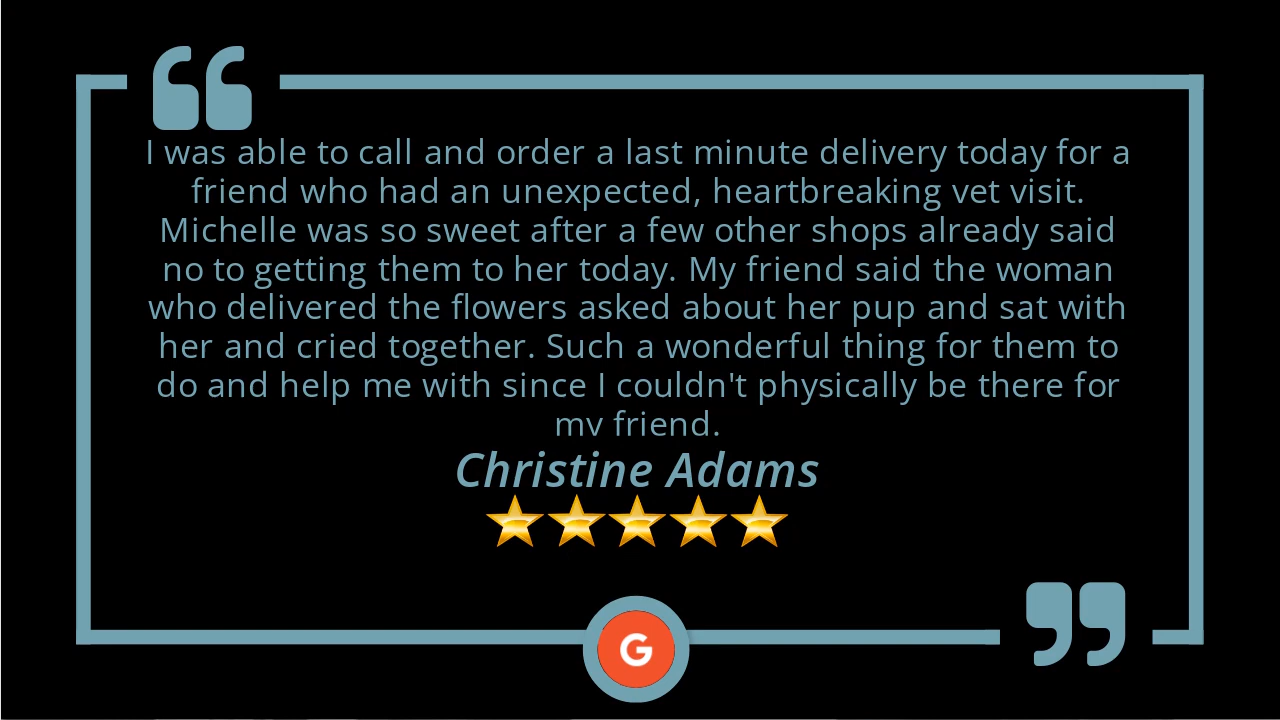 I was able to call and order a last minute delivery today for a
friend who had an unexpected, heartbreaking vet visit.
Michelle was so sweet after a few other shops already said
no to getting them to her today. My friend said the woman
who delivered the flowers asked about her pup and sat with
her and cried together. Such a wonderful thing for them to
do and help me with since I couldn't physically be there for
my friend.
Christine Adams
G